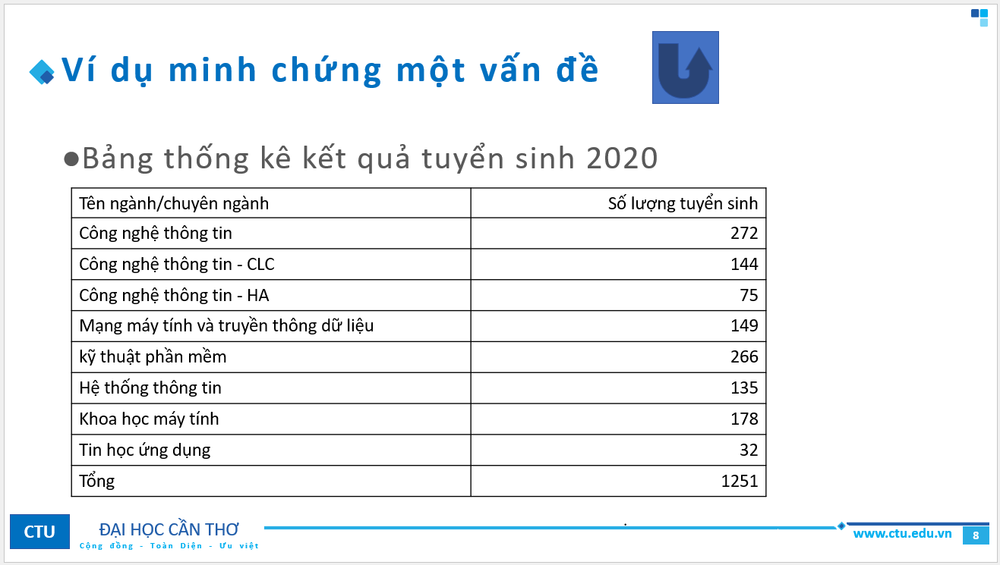 Ví dụ minh chứng một vấn đề
●Bảng thống kê kết quả tuyển sinh 2020
Tên ngành/chuyên ngành Số lượng tuyển sinh
Công nghệ thông tin 272
Công nghệ thông tin - CLC 144
Công nghệ thông tin - HA 75
Mạng máy tính và truyền thông dữ liệu 149
kỹ thuật phần mềm 266
Hệ thống thông tin 135
Khoa học máy tính 178
Tin học ứng dụng 32
Tổng 1251
CTU
ĐẠI HỌC CẦN THƠ
Cộng đồng - Toàn Diện - Ưu việt
www.ctu.edu.vn
8